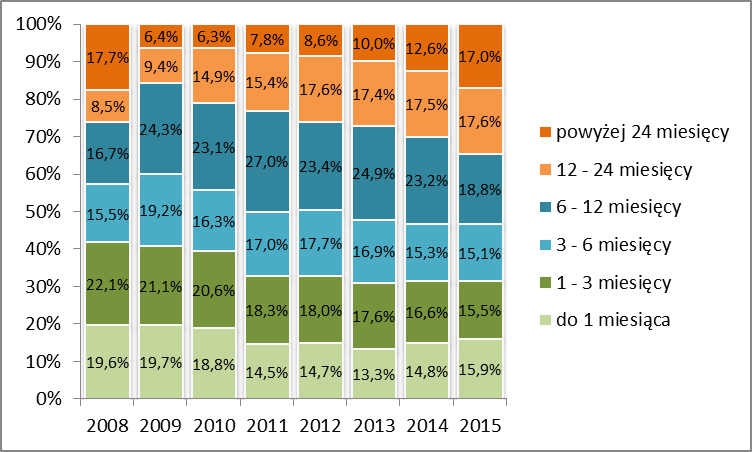 100%
90%
80%
70%
60%
50%
40%
30%
20%
10%
0%
17,7% 6,4% 6,3% 7,8% 8,6% 10,0% 12,6% 17,0%
8,5% 9,4% 14,9% 15,4% 17,6% 17,4% 17,5% 17,6%
16,7% 24,3% 23,1% 27,0% 23,4% 24,9% 23,2% 18,8%
15,5% 19,2% 16,3% 17,0% 17,7% 16,9% 15,3% 15,1%
22,1% 21,1% 20,6% 18,3% 18,0% 17,6% 16,6% 15,5%
19,6% 19,7% 18,8% 14,5% 14,7% 13,3% 14,8% 15,9%
2008 2009 2010 2011 2012 2013 2014 2015
powyżej 24 miesięcy
12 - 24 miesięcy
6 - 12 miesięcy
3 - 6 miesięcy
1 - 3 miesięcy
do 1 miesiąca